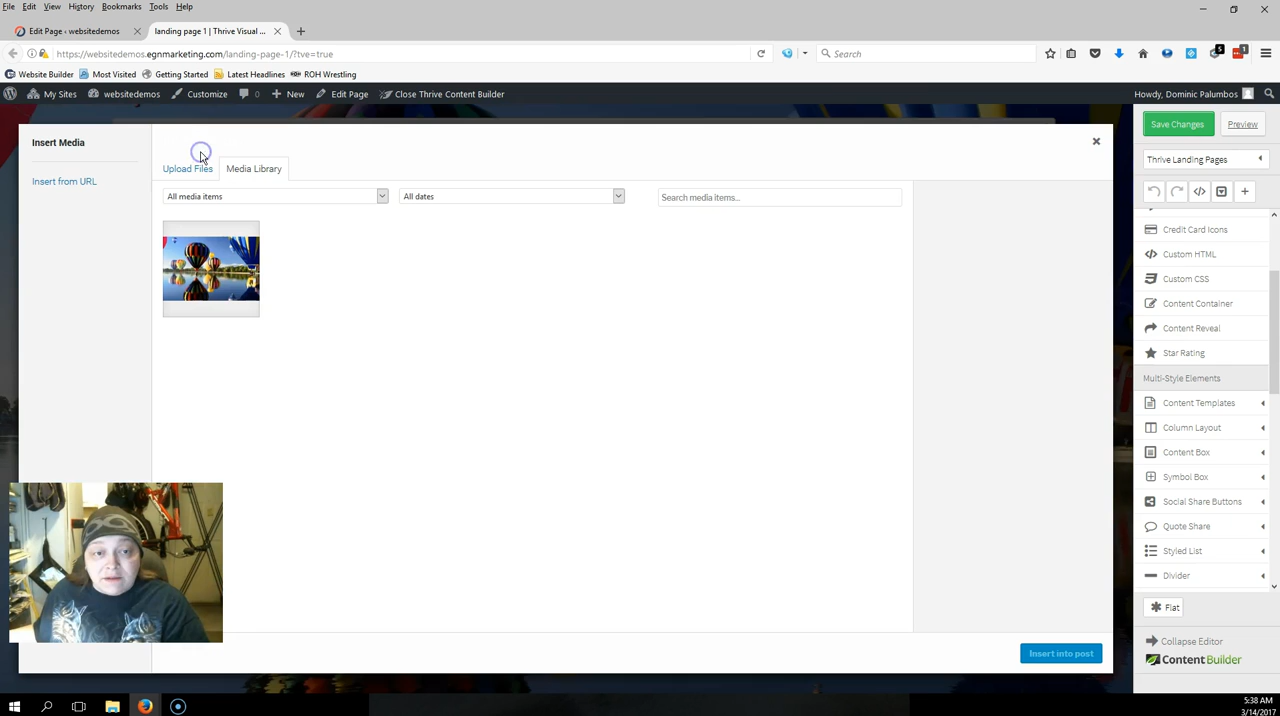 File Edit View History Bookmarks Tools Help
Edit Page ‹ websitedemos
landing page 1 | Thrive Visual ...
https://websitedemos.egnmarketing.com/landing-page-1/?tve=true
Search
5
1
Website Builder Most Visited Getting Started Latest Headlines ROH Wrestling
My Sites websitedemos Customize 0 New Edit Page Close Thrive Content Builder Howdy, Dominic Palumbos
Insert Media
Insert from URL
Upload Files Media Library
All media items All dates Search media items...
Insert into post
Save Changes Preview
Thrive Landing Pages
Credit Card Icons
Custom HTML
Custom CSS
Content Container
Content Reveal
Star Rating
Multi-Style Elements
Content Templates
Column Layout
Content Box
Symbol Box
Social Share Buttons
Quote Share
Styled List
Divider
Flat
Collapse Editor
Content Builder
5:38 AM
3/14/2017